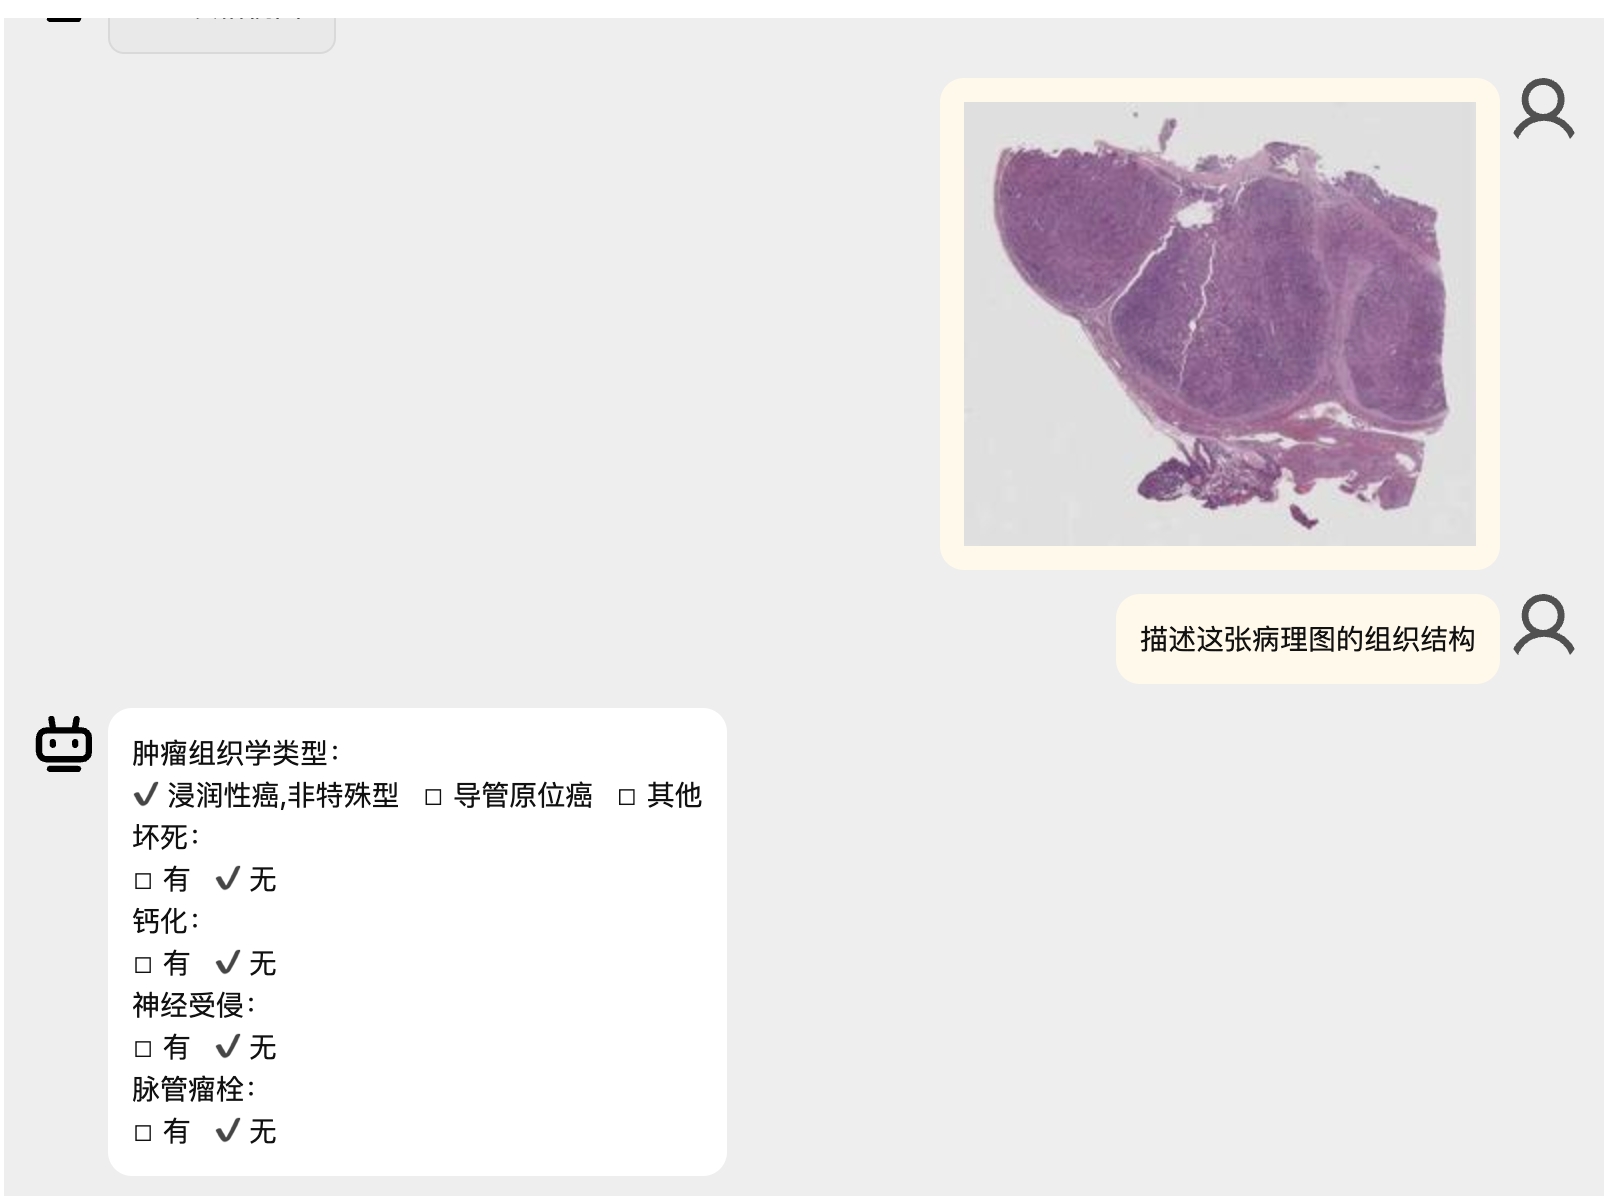 描述这张病理图的组织结构
肿瘤组织学类型:
✓ 浸润性癌,非特殊型 □ 导管原位癌 □ 其他
坏死:
□ 有 ✓ 无
钙化:
□ 有 ✓ 无
神经受侵:
□ 有 ✓ 无
脉管瘤栓:
□ 有 ✓ 无